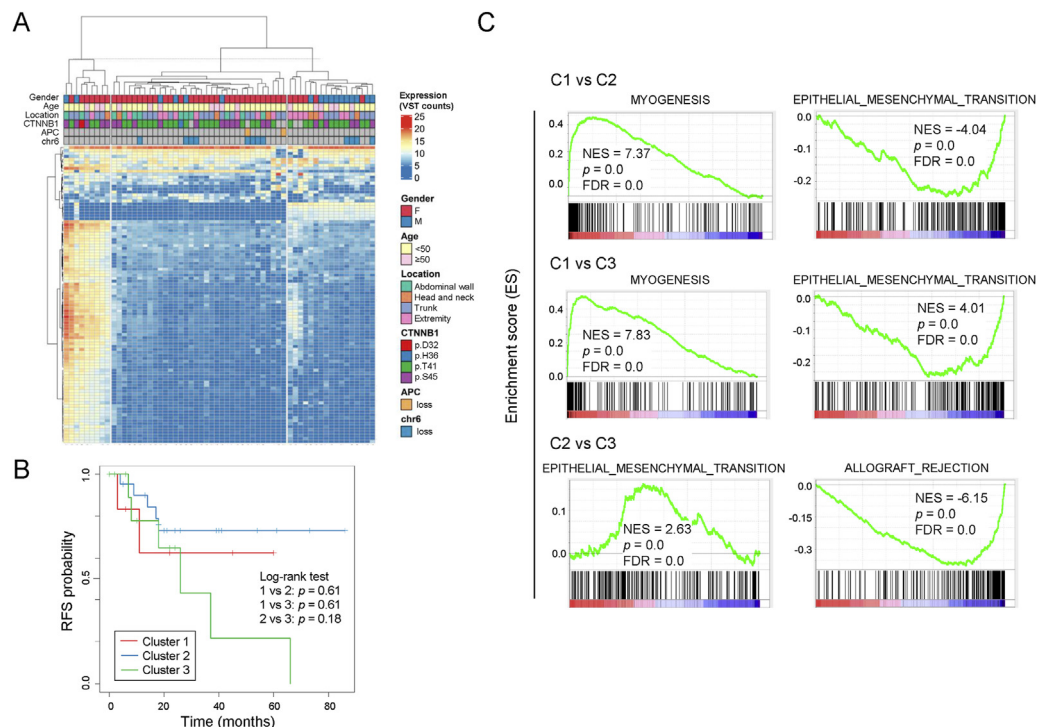 A
Gender
Age
Location
CTNNB1
APC
chr6
Expression
(VST counts)
25
20
15
10
5
0
Gender
F
M
Age
<50
≥50
Location
Abdominal wall
Head and neck
Trunk
Extremity
CTNNB1
p.D32
p.H36
p.T41
p.S45
APC
loss
chr6
loss
B
RFS probability
1.0
0.5
0.0
Log-rank test
1 vs 2: p = 0.61
1 vs 3: p = 0.61
2 vs 3: p = 0.18
Cluster 1
Cluster 2
Cluster 3
0 20 40 60 80
Time (months)
C
Enrichment score (ES)
C1 vs C2
MYOGENESIS
0.4
0.2
0.0
NES = 7.37
p = 0.0
FDR = 0.0
EPITHELIAL_MESENCHYMAL_TRANSITION
0.0
-0.1
-0.2
NES = -4.04
p = 0.0
FDR = 0.0
C1 vs C3
MYOGENESIS
0.4
0.2
0.0
NES = 7.83
p = 0.0
FDR = 0.0
EPITHELIAL_MESENCHYMAL_TRANSITION
0.0
-0.1
-0.2
NES = 4.01
p = 0.0
FDR = 0.0
C2 vs C3
EPITHELIAL_MESENCHYMAL_TRANSITION
0.1
0.0
NES = 2.63
p = 0.0
FDR = 0.0
ALLOGRAFT_REJECTION
0.0
-0.15
-0.3
NES = -6.15
p = 0.0
FDR = 0.0